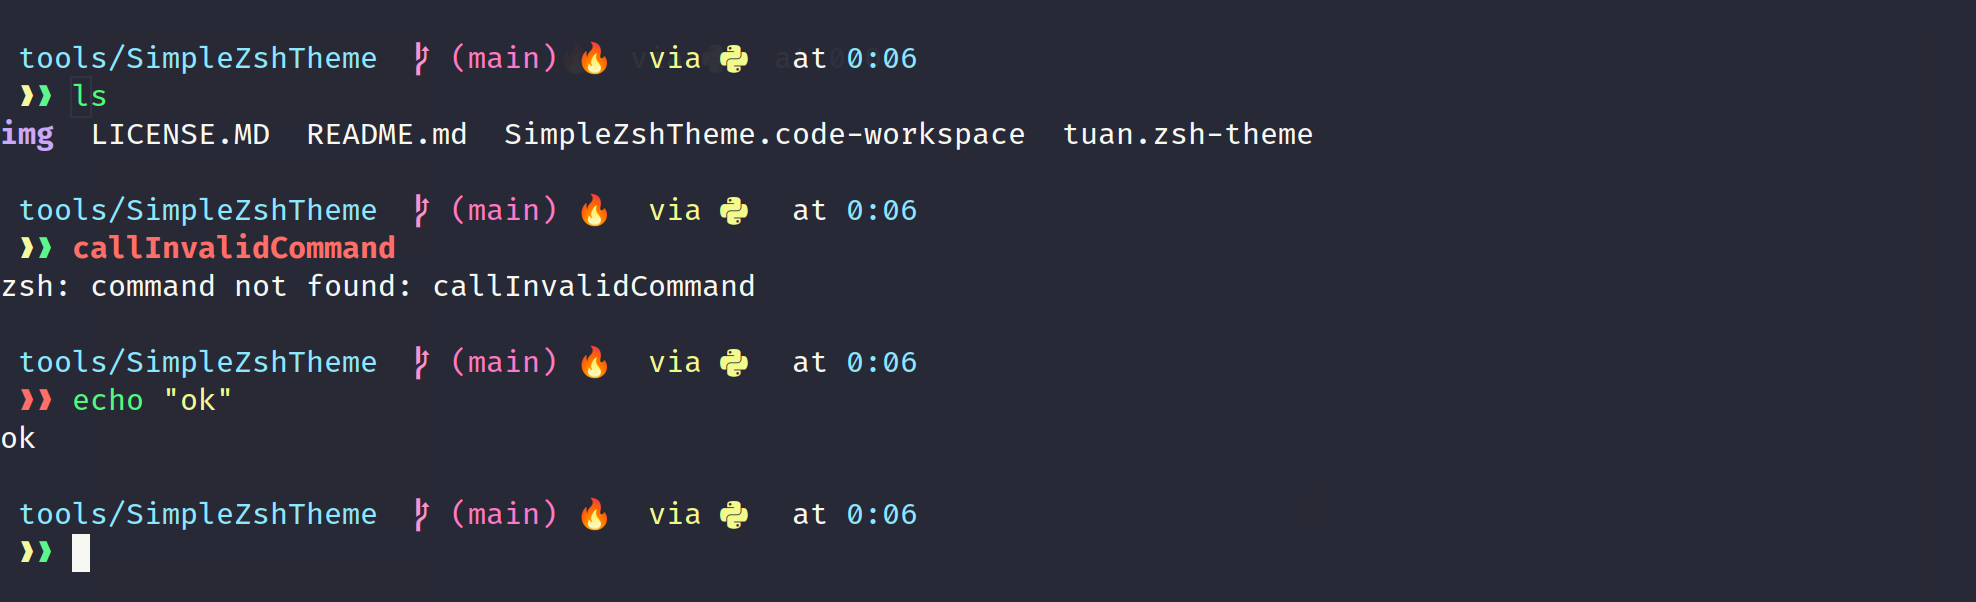 tools/SimpleZshTheme (main) 🔥 via at 0:06
❱❱ ls
img LICENSE.MD README.md SimpleZshTheme.code-workspace tuan.zsh-theme
tools/SimpleZshTheme (main) 🔥 via at 0:06
❱❱ callInvalidCommand
zsh: command not found: callInvalidCommand
tools/SimpleZshTheme (main) 🔥 via at 0:06
❱❱ echo "ok"
ok
tools/SimpleZshTheme (main) 🔥 via at 0:06
❱❱